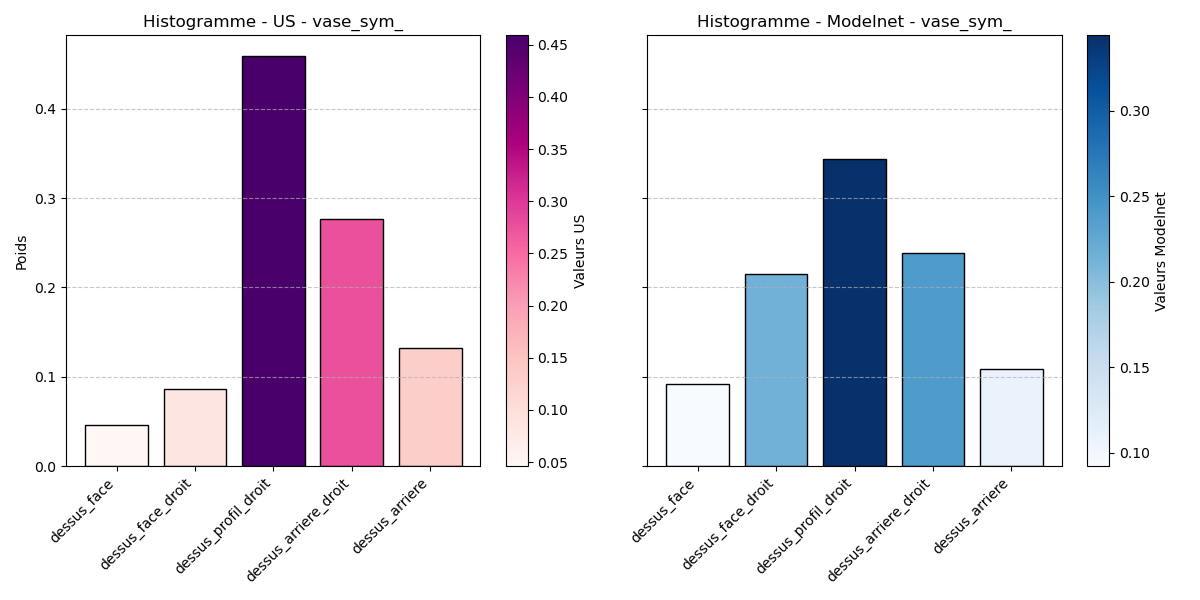 Histogramme - US - vase_sym_
Poids
0.4
0.3
0.2
0.1
0.0
dessus_face
dessus_face_droit
dessus_profil_droit
dessus_arriere_droit
dessus_arriere
0.45
0.40
0.35
0.30
0.25
0.20
0.15
0.10
0.05
Valeurs US
Histogramme - Modelnet - vase_sym_
dessus_face
dessus_face_droit
dessus_profil_droit
dessus_arriere_droit
dessus_arriere
0.30
0.25
0.20
0.15
0.10
Valeurs Modelnet